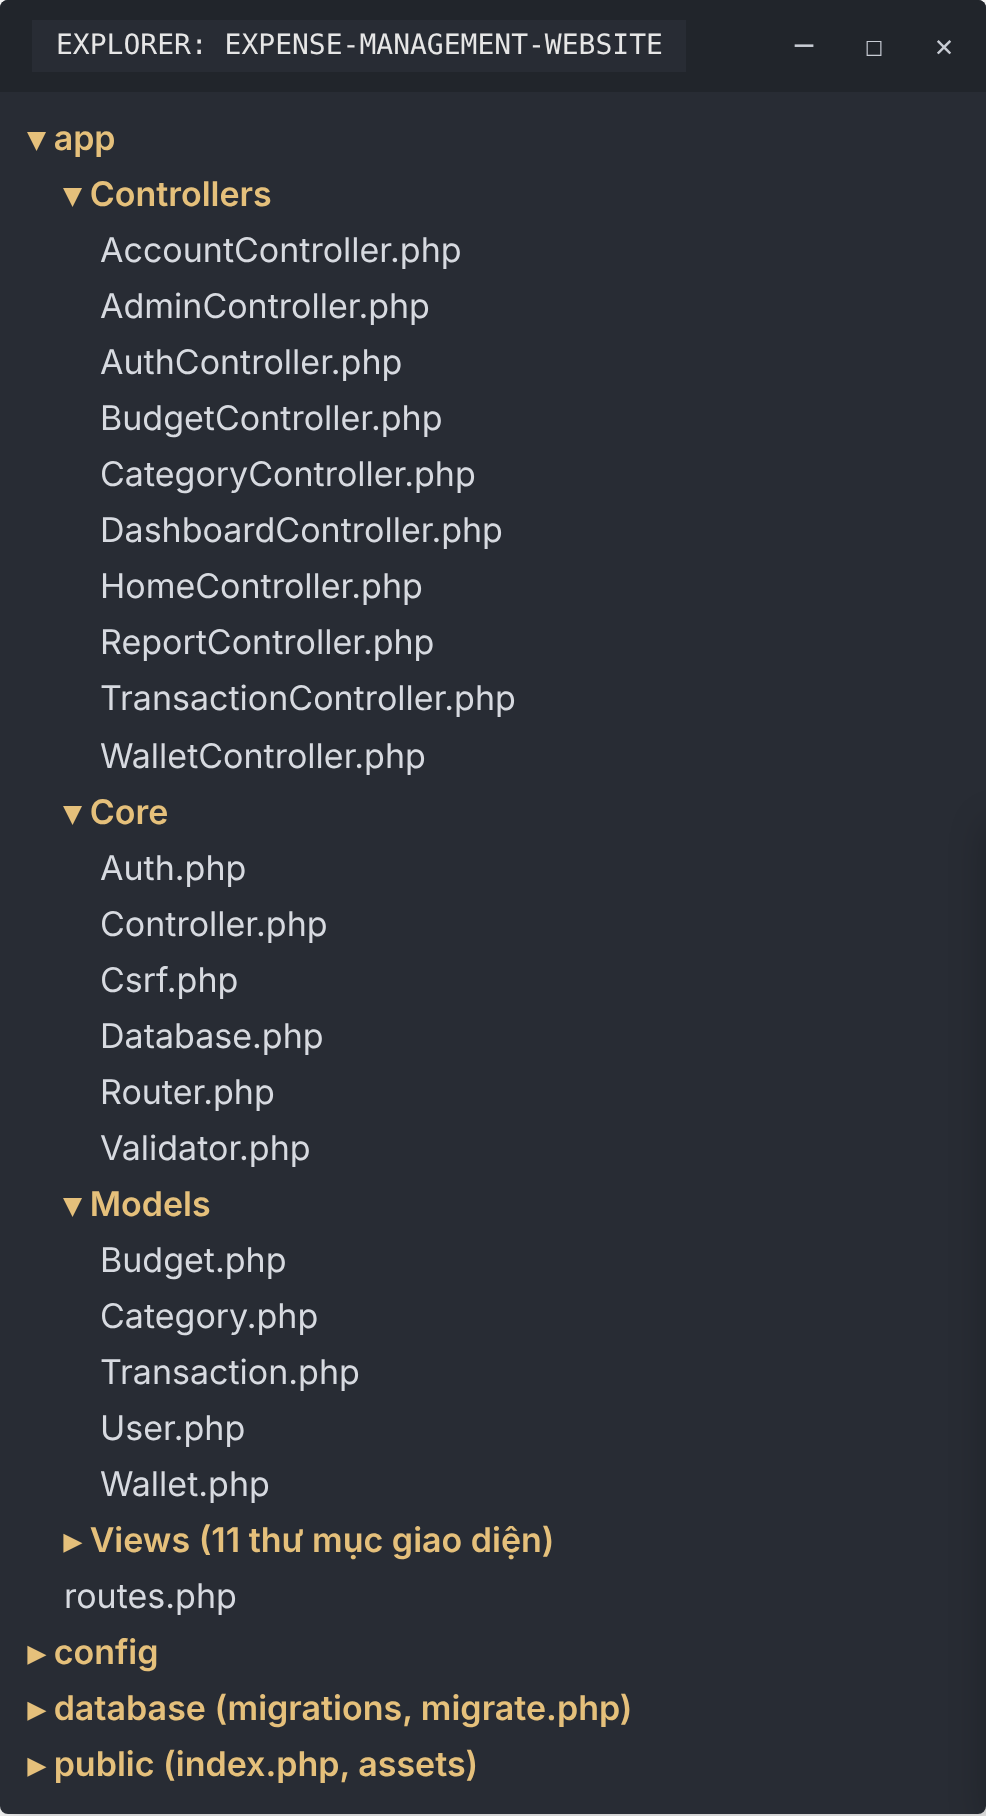 EXPLORER: EXPENSE-MANAGEMENT-WEBSITE
▼ app
▼ Controllers
AccountController.php
AdminController.php
AuthController.php
BudgetController.php
CategoryController.php
DashboardController.php
HomeController.php
ReportController.php
TransactionController.php
WalletController.php
▼ Core
Auth.php
Controller.php
Csrf.php
Database.php
Router.php
Validator.php
▼ Models
Budget.php
Category.php
Transaction.php
User.php
Wallet.php
▸ Views (11 thư mục giao diện)
routes.php
▸ config
▸ database (migrations, migrate.php)
▸ public (index.php, assets)